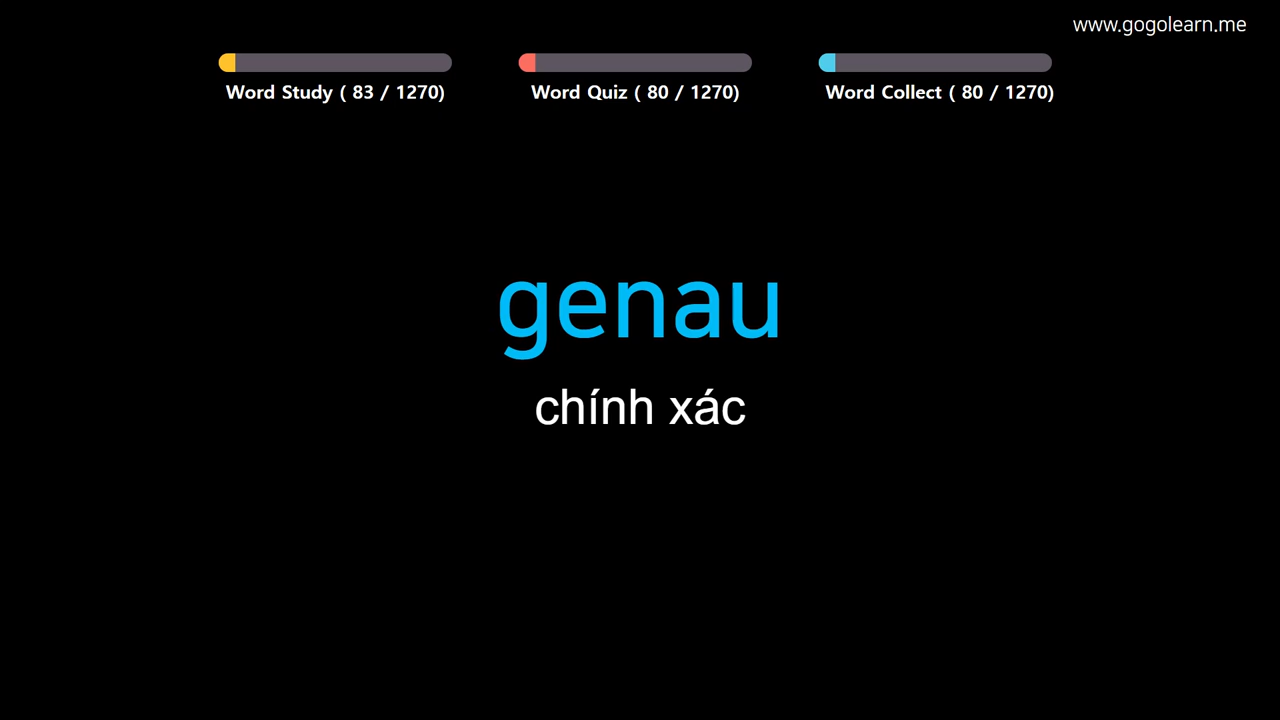 www.gogolearn.me
Word Study ( 83 / 1270)
Word Quiz ( 80 / 1270)
Word Collect ( 80 / 1270)
genau
chính xác